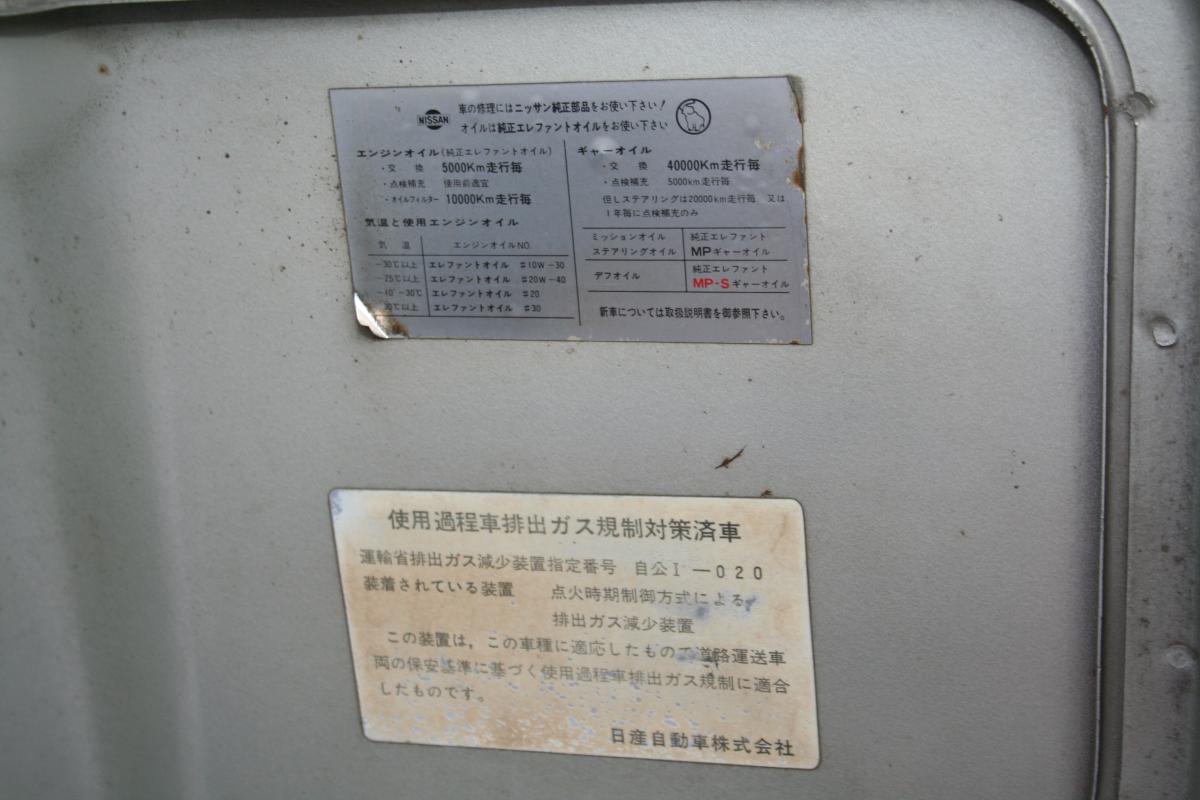 NISSAN
車の修理にはニッサン純正部品をお使い下さい!
オイルは純正エレファントオイルをお使い下さい
エンジンオイル(純正エレファントオイル)
・交 換 5000Km走行毎
・点検補充 使用前適宜
・オイルフィルター 10000Km走行毎
気温と使用エンジンオイル
気 温 エンジンオイルNO.
-30℃以上 エレファントオイル #10W-30
-25℃以上 エレファントオイル #20W-40
-10°-30℃ エレファントオイル #20
30℃以上 エレファントオイル #30
ギャーオイル
・交 換 40000Km走行毎
・点検補充 5000km走行毎
但しステアリングは20000km走行毎 又は
1年毎に点検補充のみ
ミッションオイル
ステアリングオイル
純正エレファント
MPギャーオイル
デフオイル
純正エレファント
MP-Sギャーオイル
新車については取扱説明書を御参照下さい。
使用過程車排出ガス規制対策済車
運輸省排出ガス減少装置指定番号 自公I-020
装着されている装置 点火時期制御方式による
排出ガス減少装置
この装置は,この車種に適応したもので道路運送車
両の保安基準に基づく使用過程車排出ガス規制に適合
したものです。
日産自動車株式会社